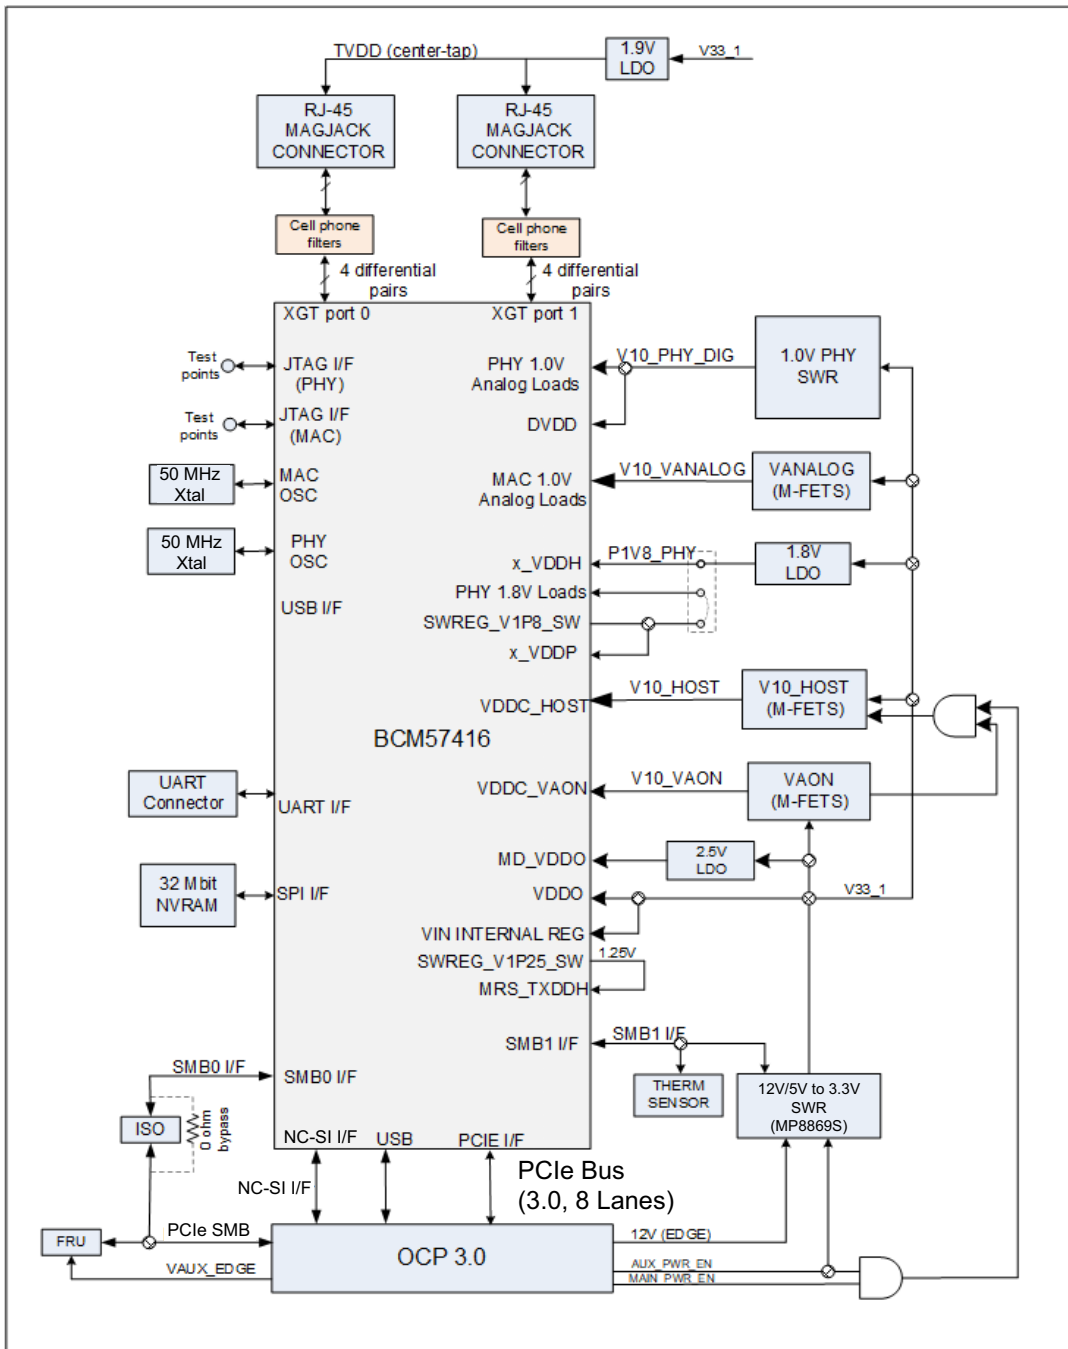 TVDD (center-tap)
1.9V
LDO
V33_1
RJ-45
MAGJACK
CONNECTOR
RJ-45
MAGJACK
CONNECTOR
Cell phone
filters
Cell phone
filters
4 differential
pairs
4 differential
pairs
XGT port 0
XGT port 1
Test
points
JTAG I/F
(PHY)
PHY 1.0V
Analog Loads
V10_PHY_DIG
1.0V PHY
SWR
Test
points
JTAG I/F
(MAC)
DVDD
50 MHz
Xtal
MAC
OSC
MAC 1.0V
Analog Loads
V10_VANALOG
VANALOG
(M-FETS)
50 MHz
Xtal
PHY
OSC
x_VDDH
P1V8_PHY
1.8V
LDO
USB I/F
PHY 1.8V Loads
SWREG_V1P8_SW
x_VDDP
VDDC_HOST
V10_HOST
V10_HOST
(M-FETS)
BCM57416
UART
Connector
UART I/F
VDDC_VAON
V10_VAON
VAON
(M-FETS)
MD_VDDO
2.5V
LDO
32 Mbit
NVRAM
SPI I/F
VDDO
V33_1
VIN INTERNAL REG
SWREG_V1P25_SW
1.25V
MRS_TXDDH
SMB1 I/F
SMB1 I/F
THERM
SENSOR
12V/5V to 3.3V
SWR
(MP8869S)
SMB0 I/F
SMB0 I/F
ISO
0 ohm
bypass
NC-SI I/F
USB
PCIE I/F
NC-SI I/F
PCIe Bus
(3.0, 8 Lanes)
FRU
PCIe SMB
VAUX_EDGE
OCP 3.0
12V (EDGE)
AUX_PWR_EN
MAIN_PWR_EN